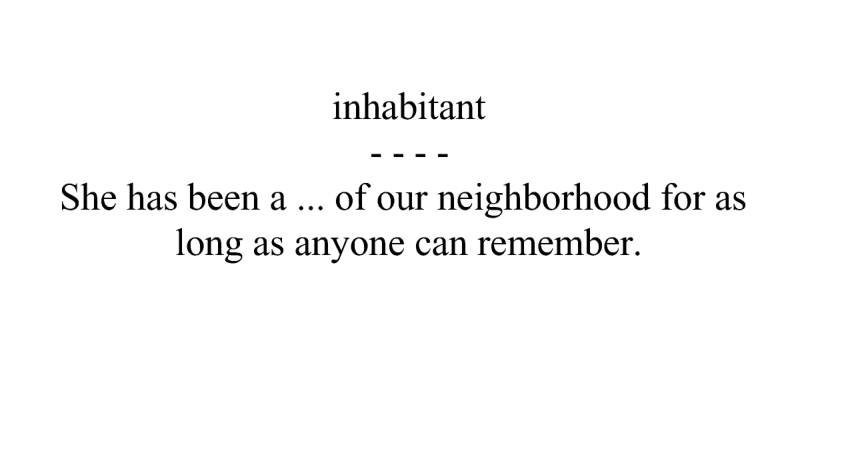 inhabitant
- - - -
She has been a ... of our neighborhood for as
long as anyone can remember.